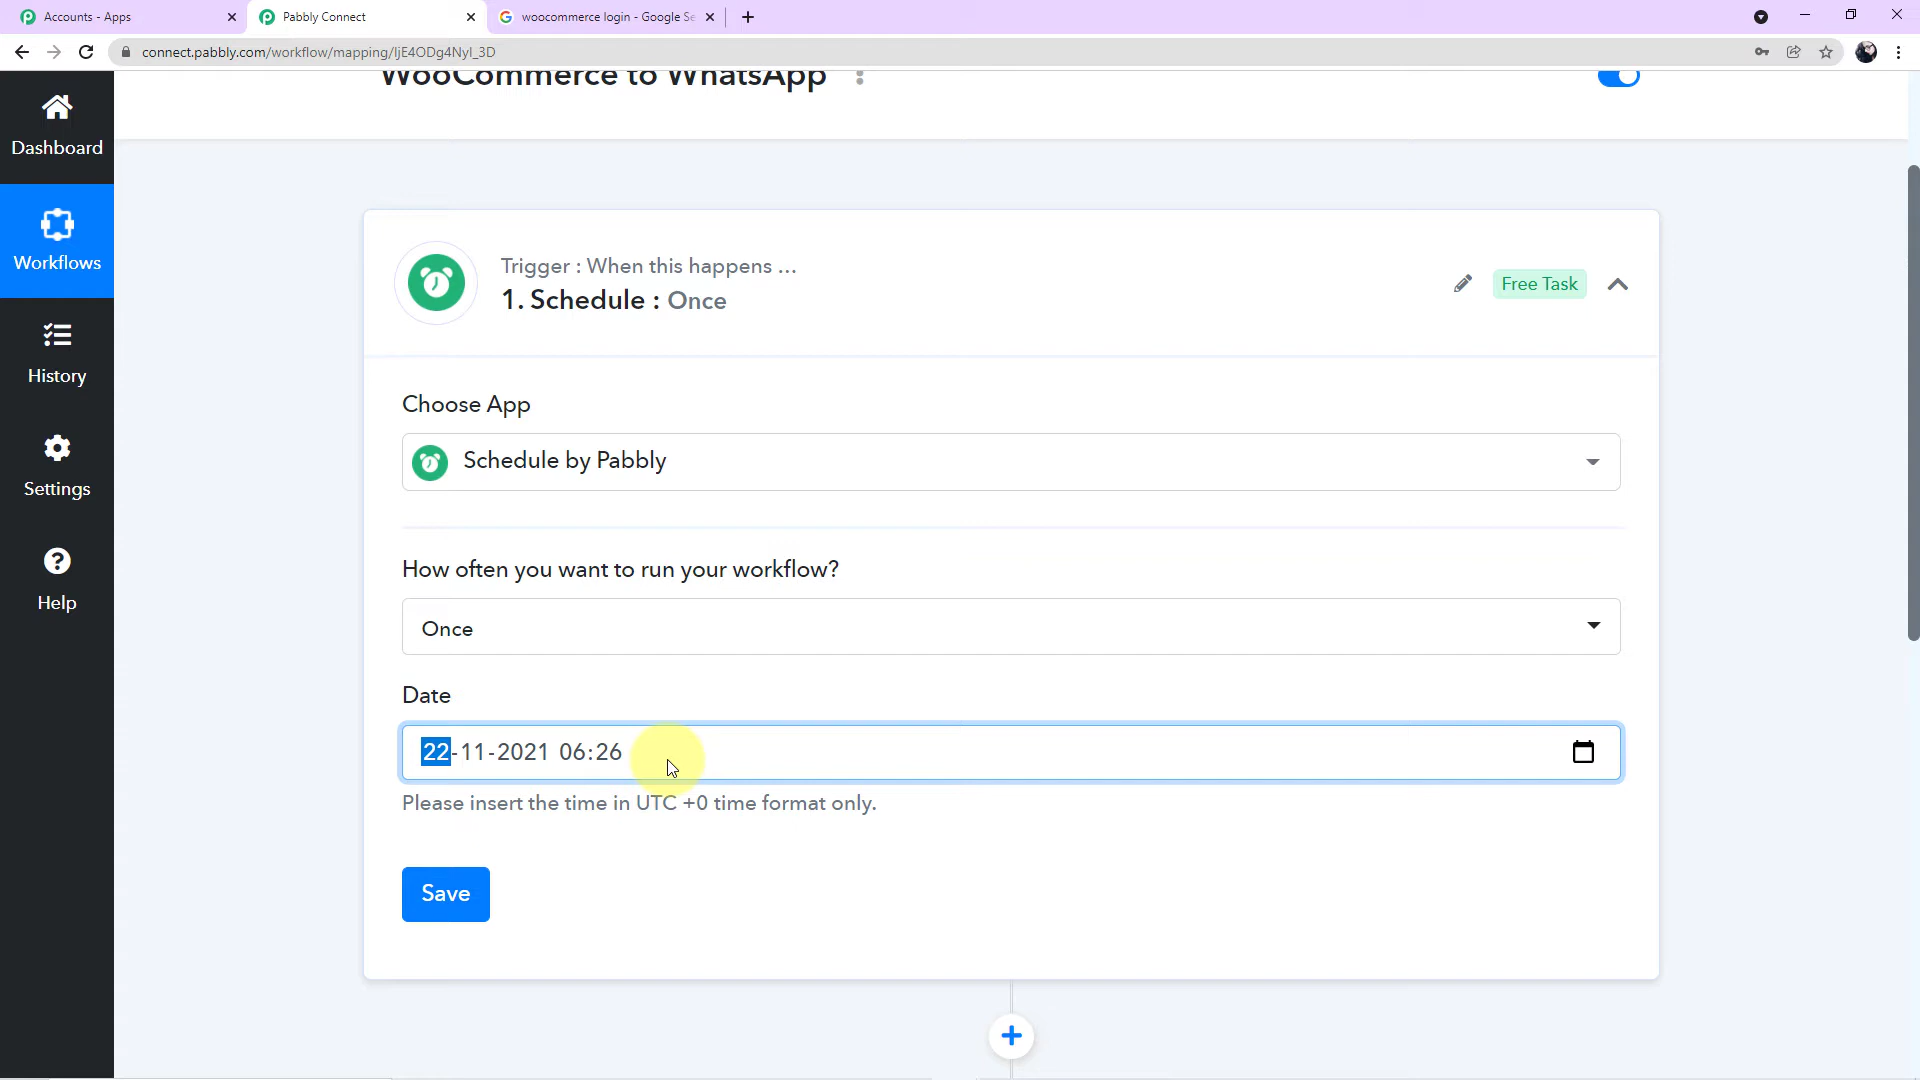 Accounts - Apps
Pabbly Connect
woocommerce login - Google Se
connect.pabbly.com/workflow/mapping/IjE4ODg4NyI_3D
WooCommerce to WhatsApp
Dashboard
Workflows
History
Settings
Help
Trigger : When this happens ...
1. Schedule : Once
Free Task
Choose App
Schedule by Pabbly
How often you want to run your workflow?
Once
Date
22-11-2021 06:26
Please insert the time in UTC +0 time format only.
Save